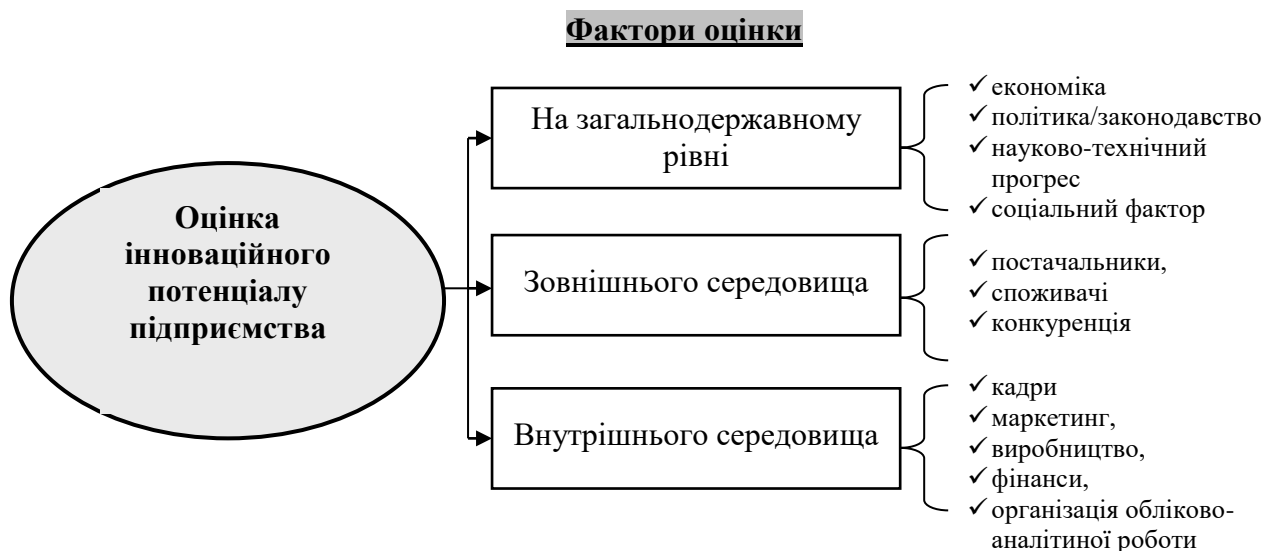 Фактори оцінки
Оцінка
інноваційного
потенціалу
підприємства
На загальнодержавному
рівні
✓економіка
✓політика/законодавство
✓науково-технічний
прогрес
✓соціальний фактор
Зовнішнього середовища
✓постачальники,
✓споживачі
✓конкуренція
Внутрішнього середовища
✓кадри
✓маркетинг,
✓виробництво,
✓фінанси,
✓організація обліково-
аналітиної роботи